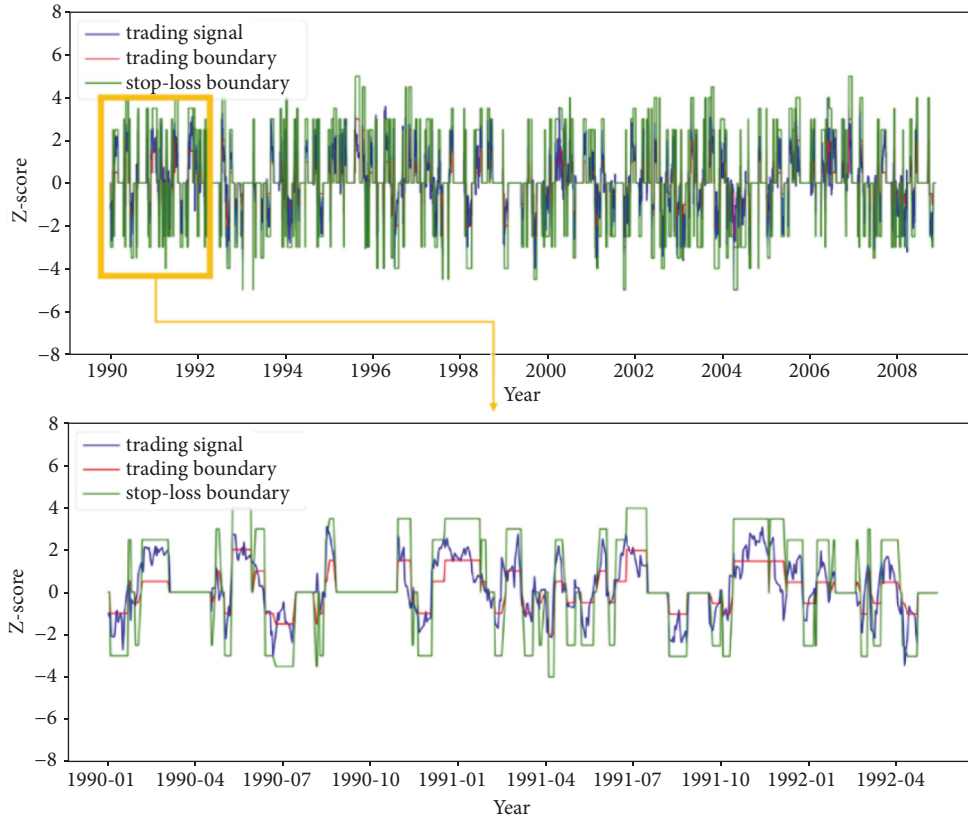 8
6
4
2
0
−2
−4
−6
−8
Z-score
trading signal
trading boundary
stop-loss boundary
1990 1992 1994 1996 1998 2000 2002 2004 2006 2008
Year
8
6
4
2
0
−2
−4
−6
−8
Z-score
trading signal
trading boundary
stop-loss boundary
1990-01 1990-04 1990-07 1990-10 1991-01 1991-04 1991-07 1991-10 1992-01 1992-04
Year